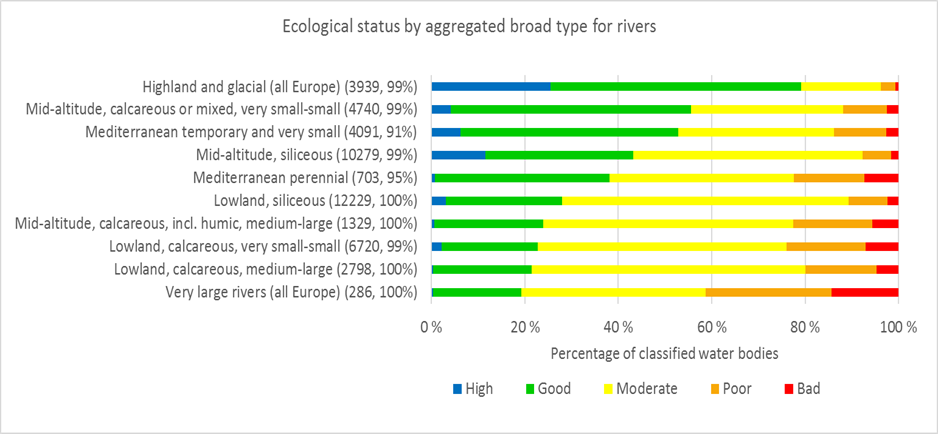 Ecological status by aggregated broad type for rivers
Highland and glacial (all Europe) (3939, 99%)
Mid-altitude, calcareous or mixed, very small-small (4740, 99%)
Mediterranean temporary and very small (4091, 91%)
Mid-altitude, siliceous (10279, 99%)
Mediterranean perennial (703, 95%)
Lowland, siliceous (12229, 100%)
Mid-altitude, calcareous, incl. humic, medium-large (1329, 100%)
Lowland, calcareous, very small-small (6720, 99%)
Lowland, calcareous, medium-large (2798, 100%)
Very large rivers (all Europe) (286, 100%)
0 % 20 % 40 % 60 % 80 % 100 %
Percentage of classified water bodies
High Good Moderate Poor Bad